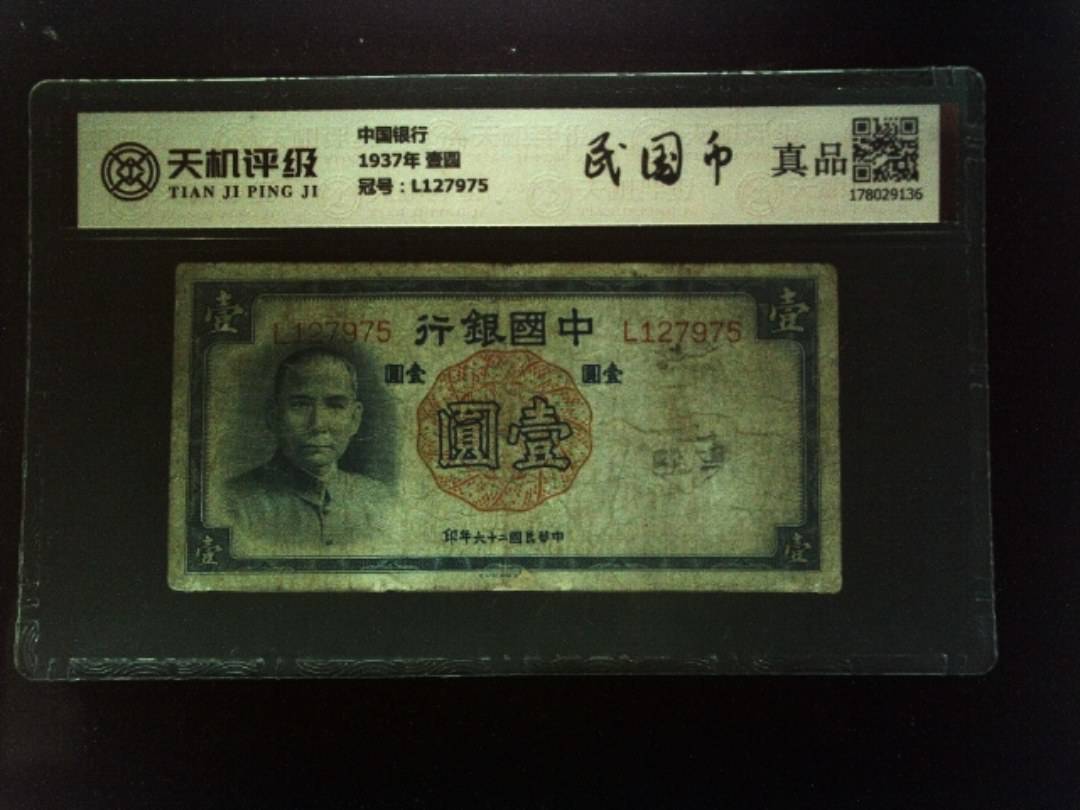 天机评级
TIAN JI PING JI
中国银行
1937年 壹圆
冠号：L127975
民国币
真品
178029136
壹
壹
L127975
行銀國中
L127975
圓壹
圓壹
圓壹
印年六十二國民華中
壹
壹